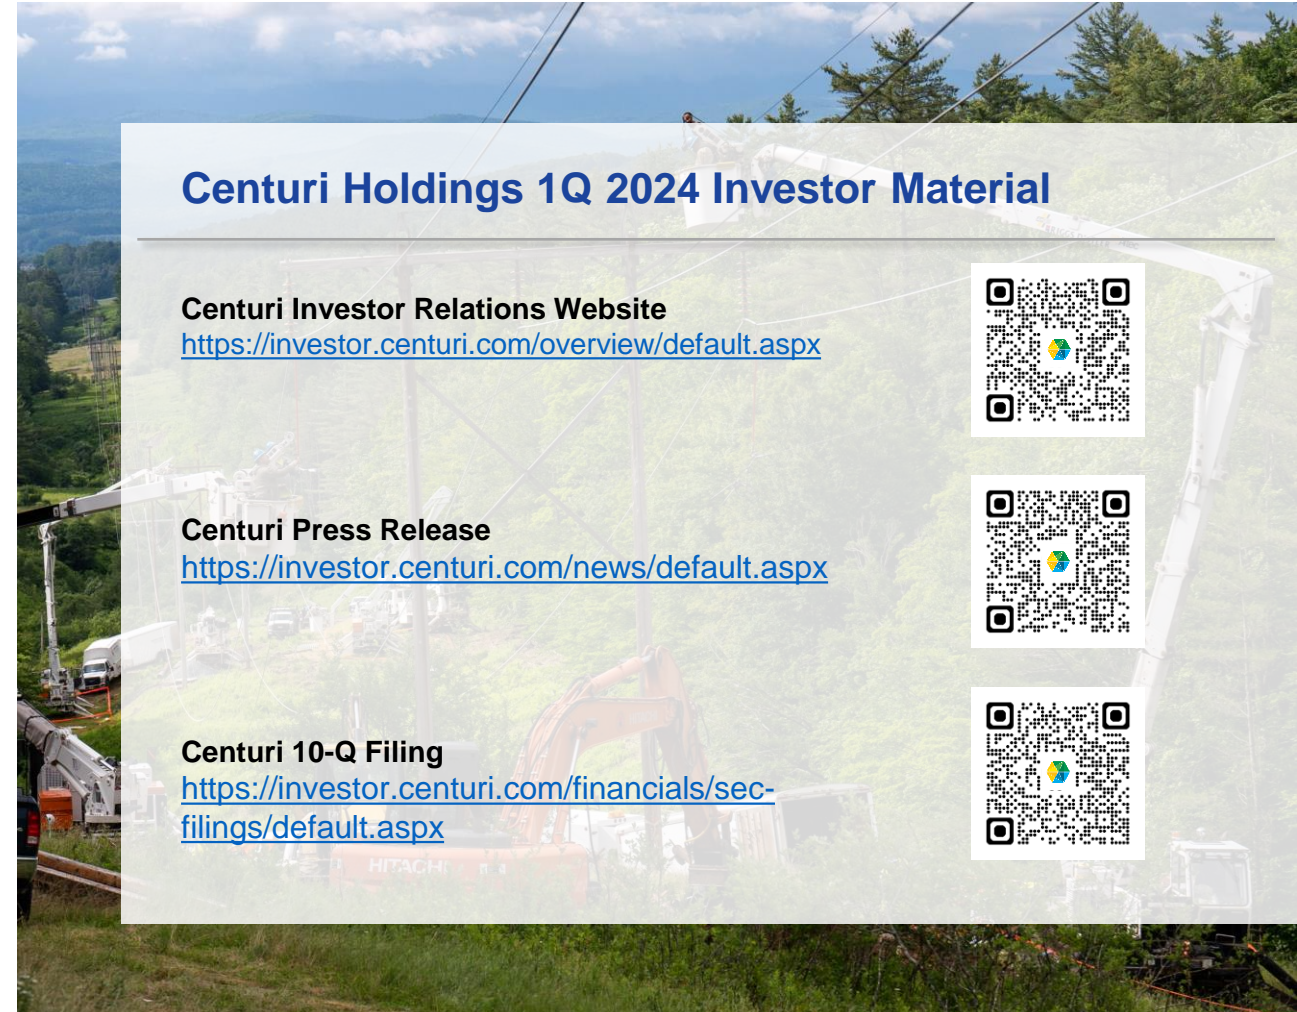 Centuri Holdings 1Q 2024 Investor Material
Centuri Investor Relations Website
https://investor.centuri.com/overview/default.aspx
Centuri Press Release
https://investor.centuri.com/news/default.aspx
Centuri 10-Q Filing
https://investor.centuri.com/financials/sec-
filings/default.aspx
HITACHI